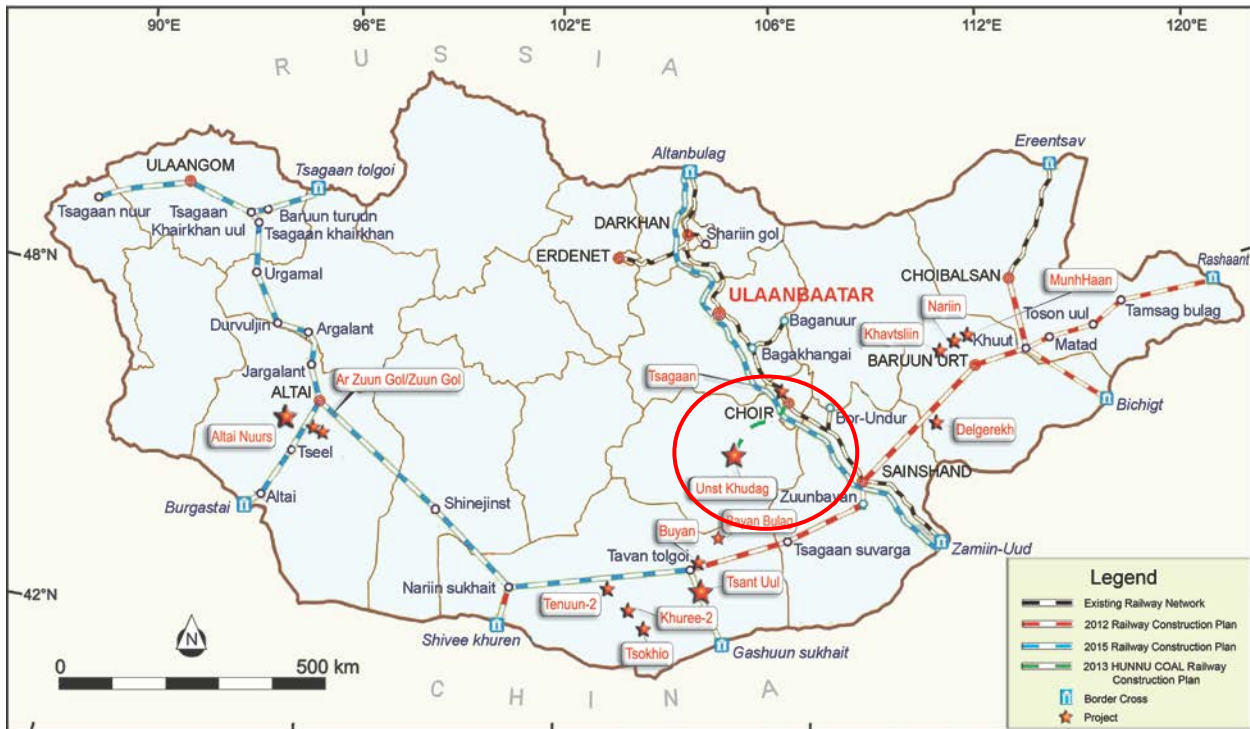 90°E
96°E
102°E
106°E
112°E
120°E
RUSSIA
Ereentsav
Altanbulag
ULAANGOM
Tsagaan tolgoi
Tsagaan nuur
Tsagaan
Khairkhan uul
Baruun turuun
Tsagaan khairkhan
DARKHAN
Shariin gol
ERDENET
48°N
48°N
Rashaant
Urgamal
CHOIBALSAN
MunhHaan
Nariin
Toson uul
Tamsag bulag
ULAANBAATAR
Baganuur
Durvuljin
Argalant
Khavtsliin
Khuut
Matad
Bagakhangai
BARUUN URT
Jargalant
Ar Zuun Gol/Zuun Gol
Tsagaan
ALTAI
Bichigt
CHOIR
Bor-Undur
Altai Nuurs
Delgerekh
Tseel
SAINSHAND
Unst Khudag
Altai
Zuunbayan
Burgastai
Shinejinst
Bayan Bulag
Buyan
Tsagaan suvarga
Zamiin-Uud
Tavan tolgoi
Nariin sukhait
Tsant Uul
42°N
Tenuun-2
Khuree-2
Shivee khuren
Tsokhio
Gashuun sukhait
N
0
500 km
CHINA
Legend
Existing Railway Network
2012 Railway Construction Plan
2015 Railway Construction Plan
2013 HUNNU COAL Railway
Construction Plan
Border Cross
Project